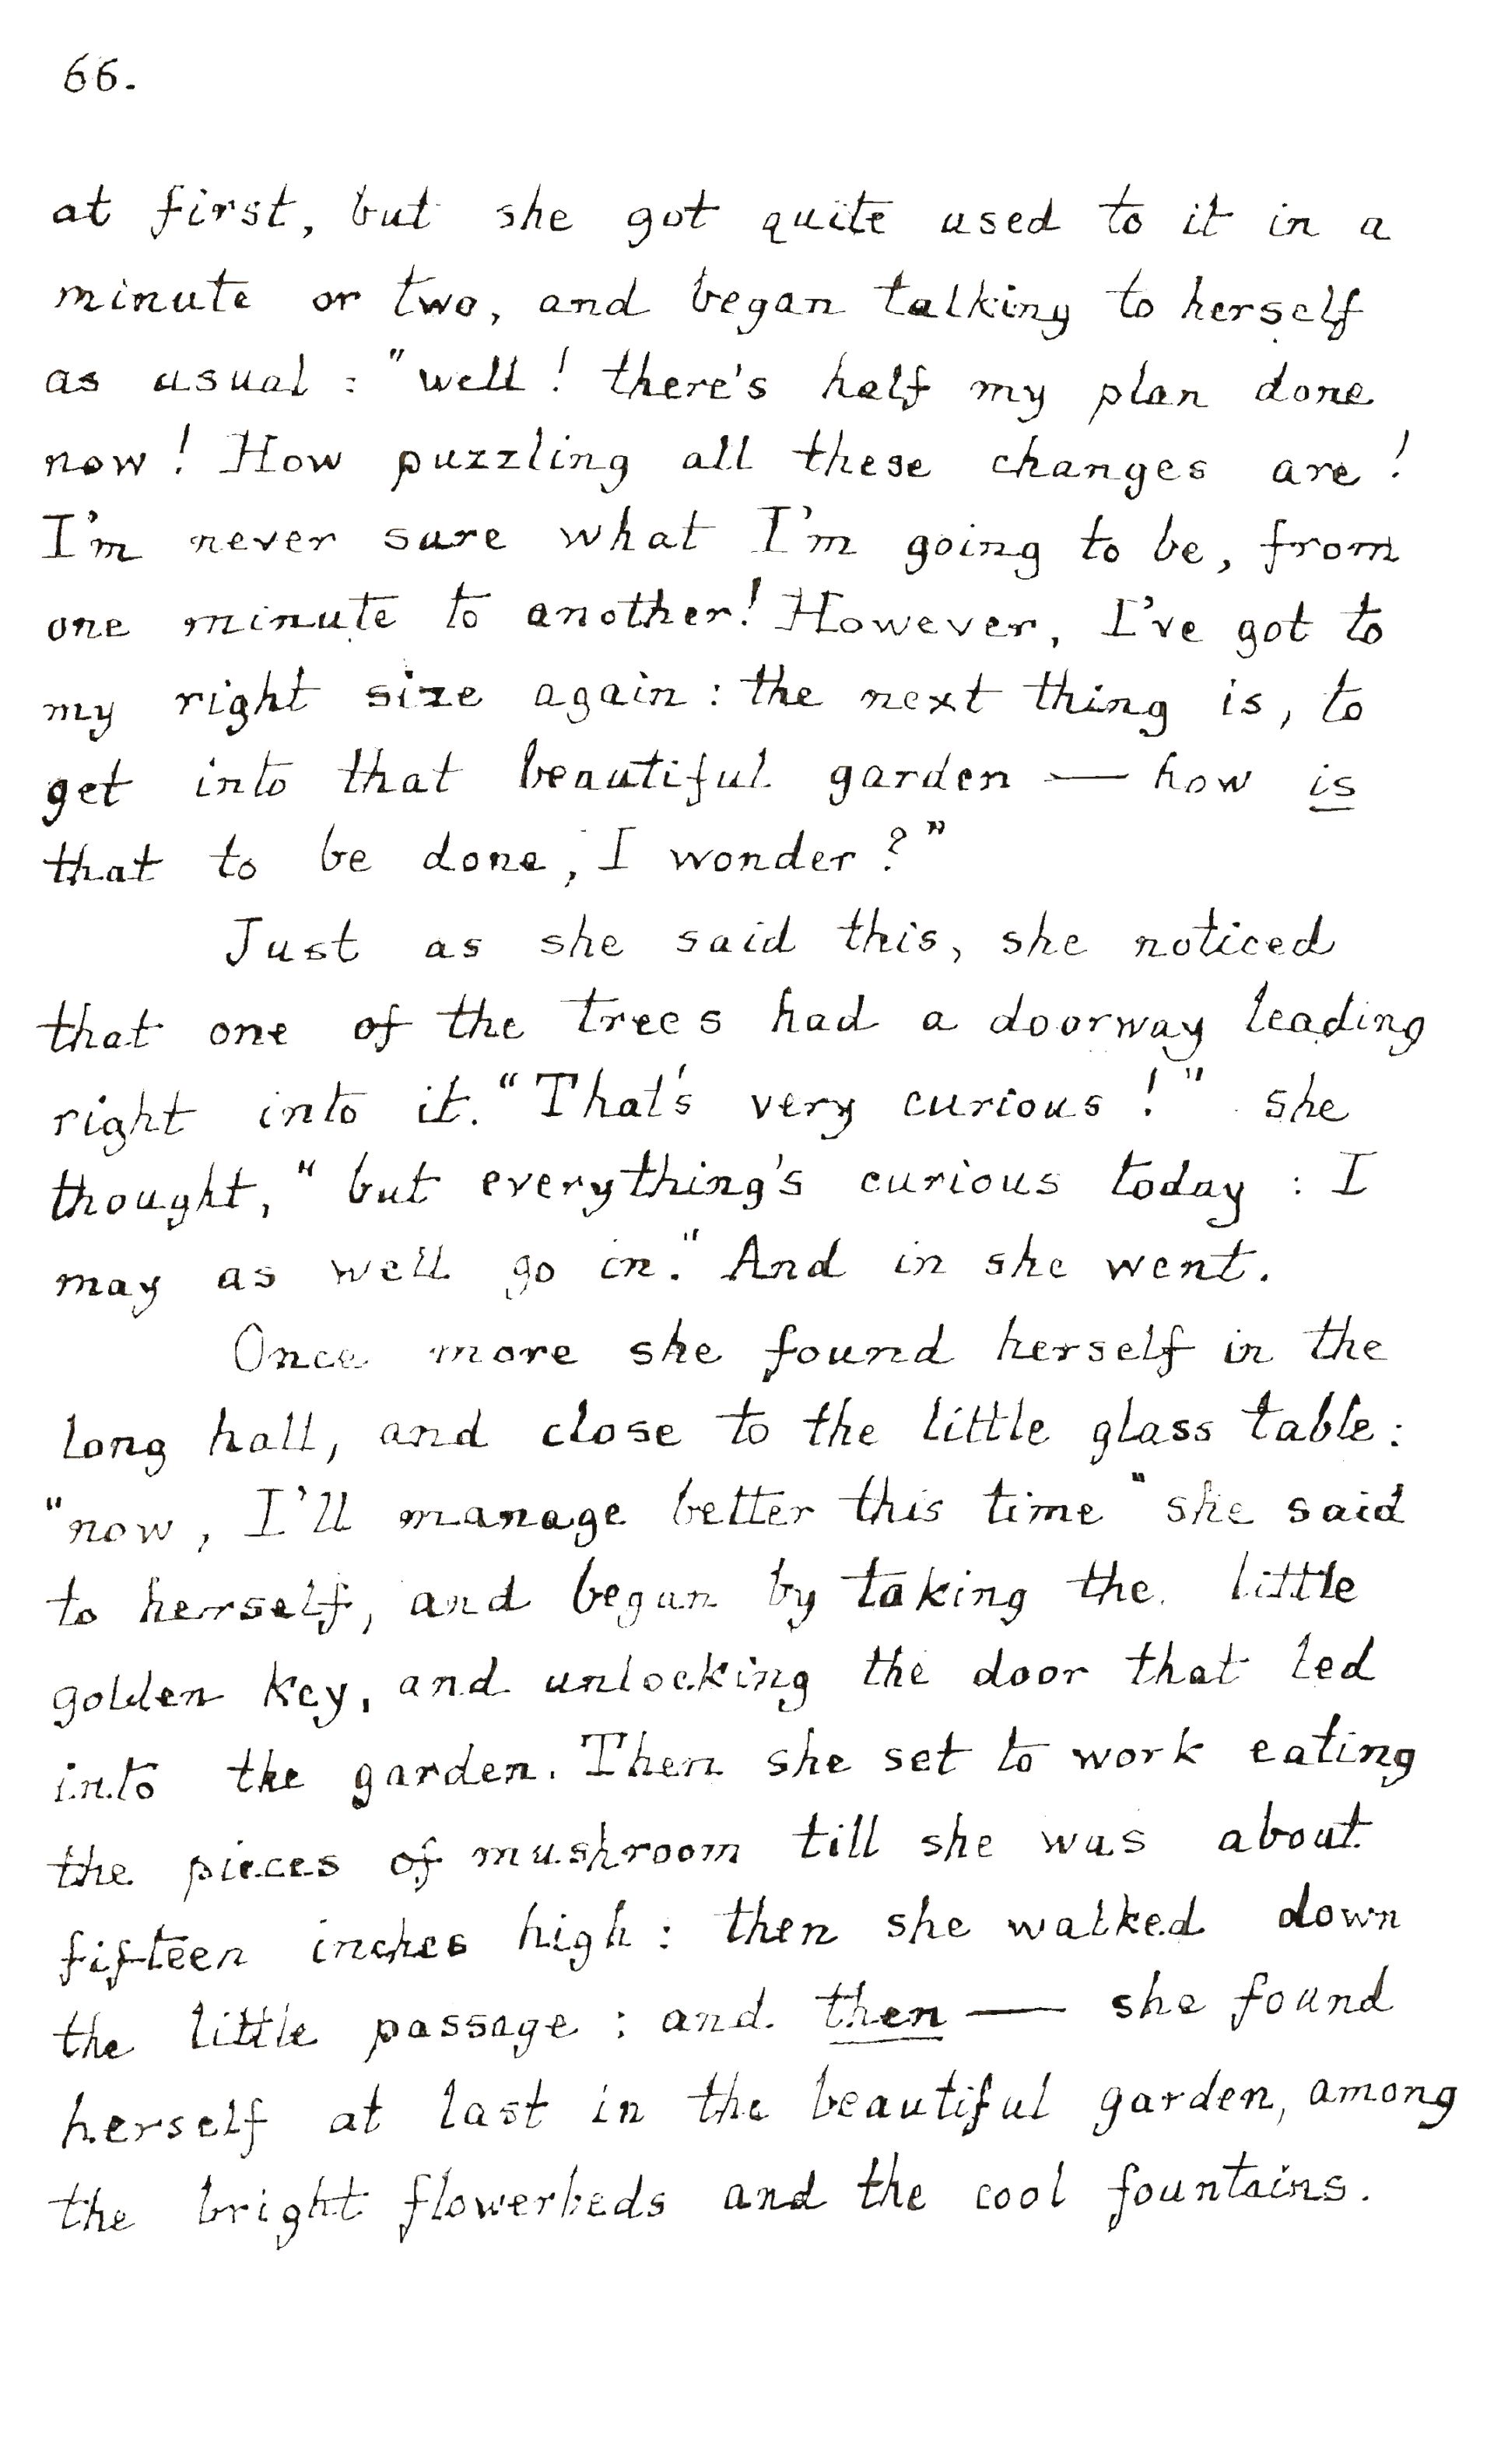 66.
at first, but she got quite used to it in a
minute or two, and began talking to herself
as usual : "well ! there's half my plan done
now ! How puzzling all these changes are !
I'm never sure what I'm going to be, from
one minute to another! However, I've got to
my right size again : the next thing is, to
get into that beautiful garden — how is
that to be done, I wonder ?"
Just as she said this, she noticed
that one of the trees had a doorway leading
right into it. "That's very curious !" she
thought, "but everything's curious today : I
may as well go in." And in she went.
Once more she found herself in the
long hall, and close to the little glass table :
"now, I'll manage better this time" she said
to herself, and began by taking the little
golden key, and unlocking the door that led
into the garden. Then she set to work eating
the pieces of mushroom till she was about
fifteen inches high : then she walked down
the little passage : and then — she found
herself at last in the beautiful garden, among
the bright flowerbeds and the cool fountains.